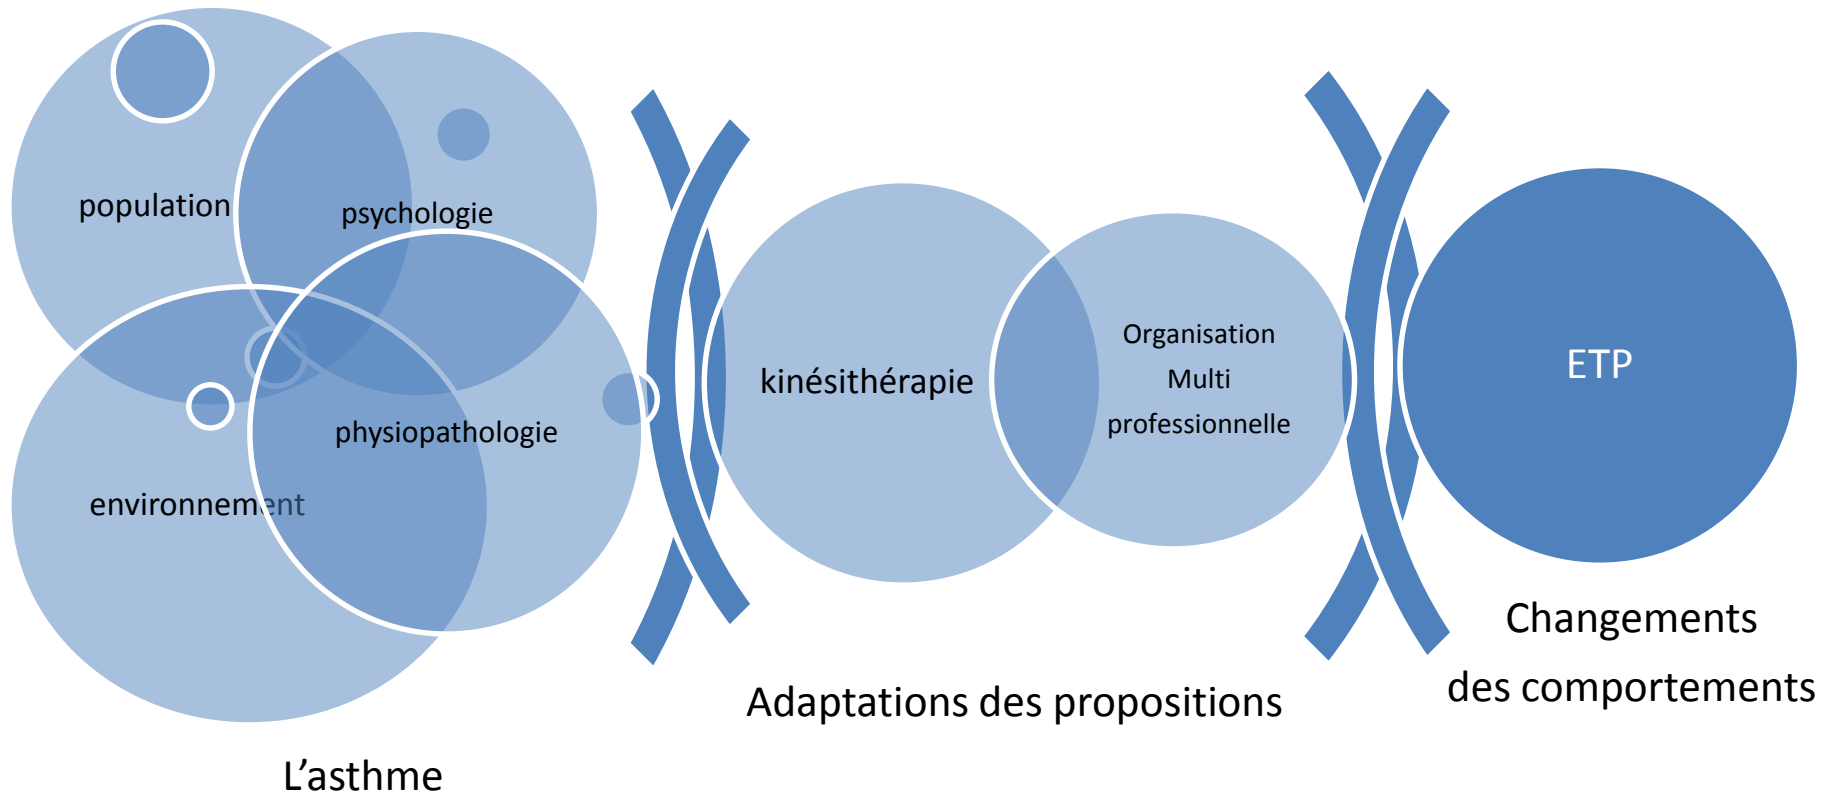 population
psychologie
physiopathologie
environnement
L’asthme
kinésithérapie
Organisation
Multi
professionnelle
Adaptations des propositions
ETP
Changements
des comportements